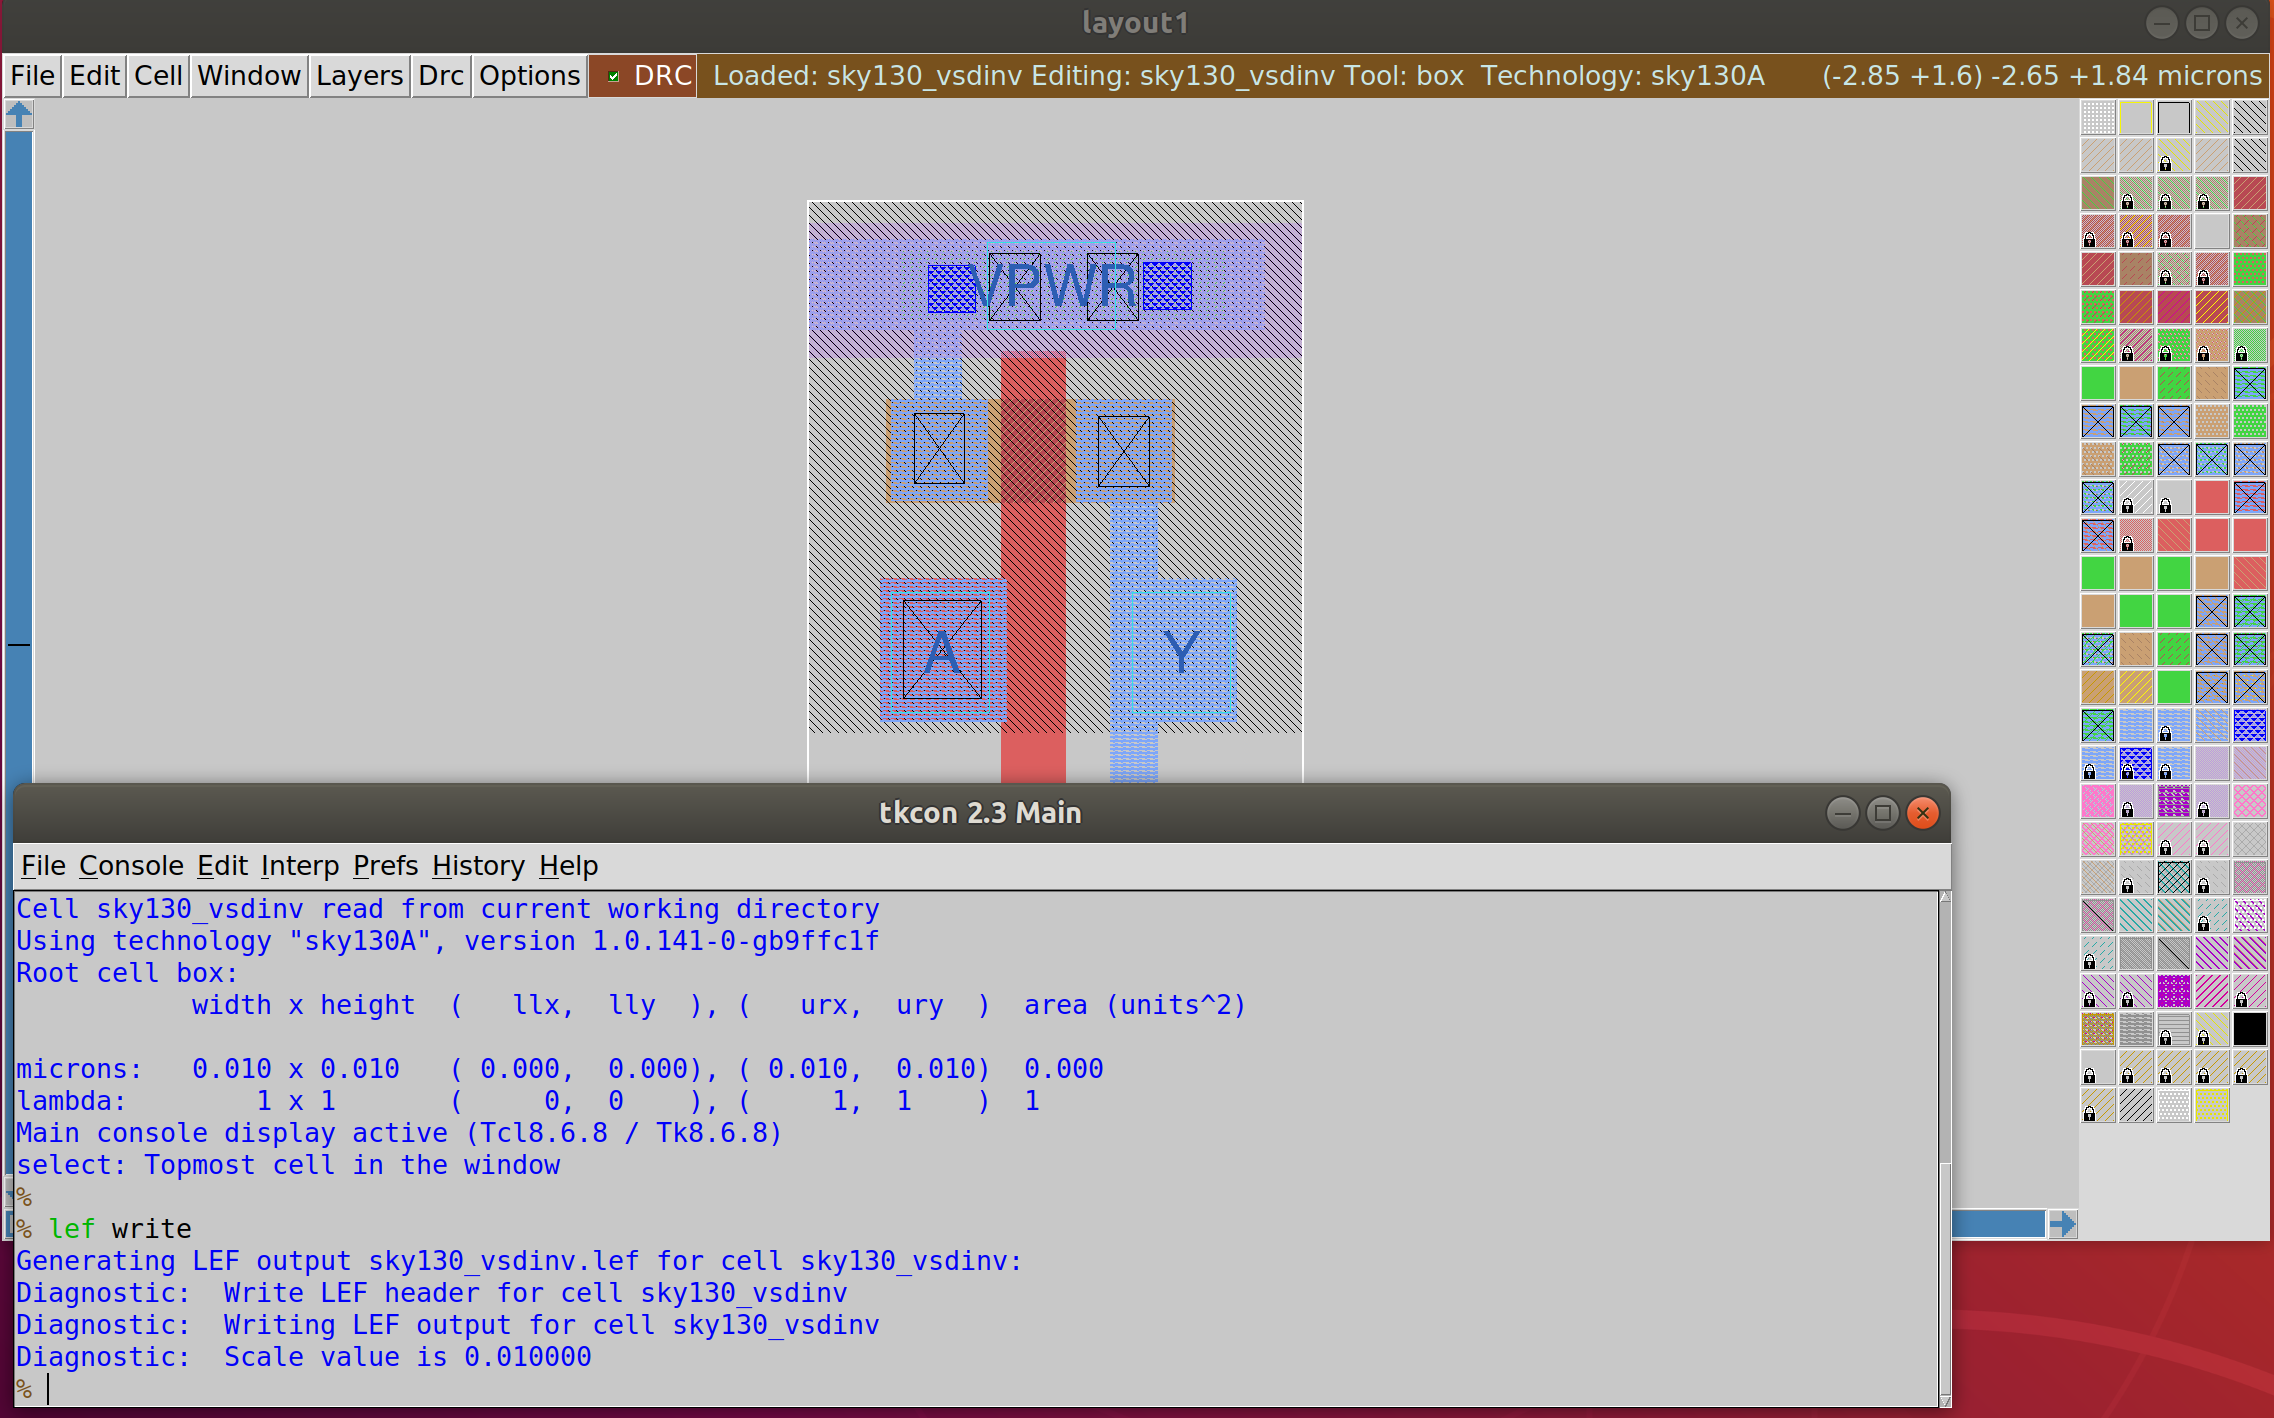 layout1
File Edit Cell Window Layers Drc Options DRC Loaded: sky130_vsdinv Editing: sky130_vsdinv Tool: box Technology: sky130A (-2.85 +1.6) -2.65 +1.84 microns
VPWR
A Y
tkcon 2.3 Main
File Console Edit Interp Prefs History Help
Cell sky130_vsdinv read from current working directory
Using technology "sky130A", version 1.0.141-0-gb9ffc1f
Root cell box:
width x height ( llx, lly ), ( urx, ury ) area (units^2)
microns: 0.010 x 0.010 ( 0.000, 0.000), ( 0.010, 0.010) 0.000
lambda: 1 x 1 ( 0, 0 ), ( 1, 1 ) 1
Main console display active (Tcl8.6.8 / Tk8.6.8)
select: Topmost cell in the window
%
% lef write
Generating LEF output sky130_vsdinv.lef for cell sky130_vsdinv:
Diagnostic: Write LEF header for cell sky130_vsdinv
Diagnostic: Writing LEF output for cell sky130_vsdinv
Diagnostic: Scale value is 0.010000
%